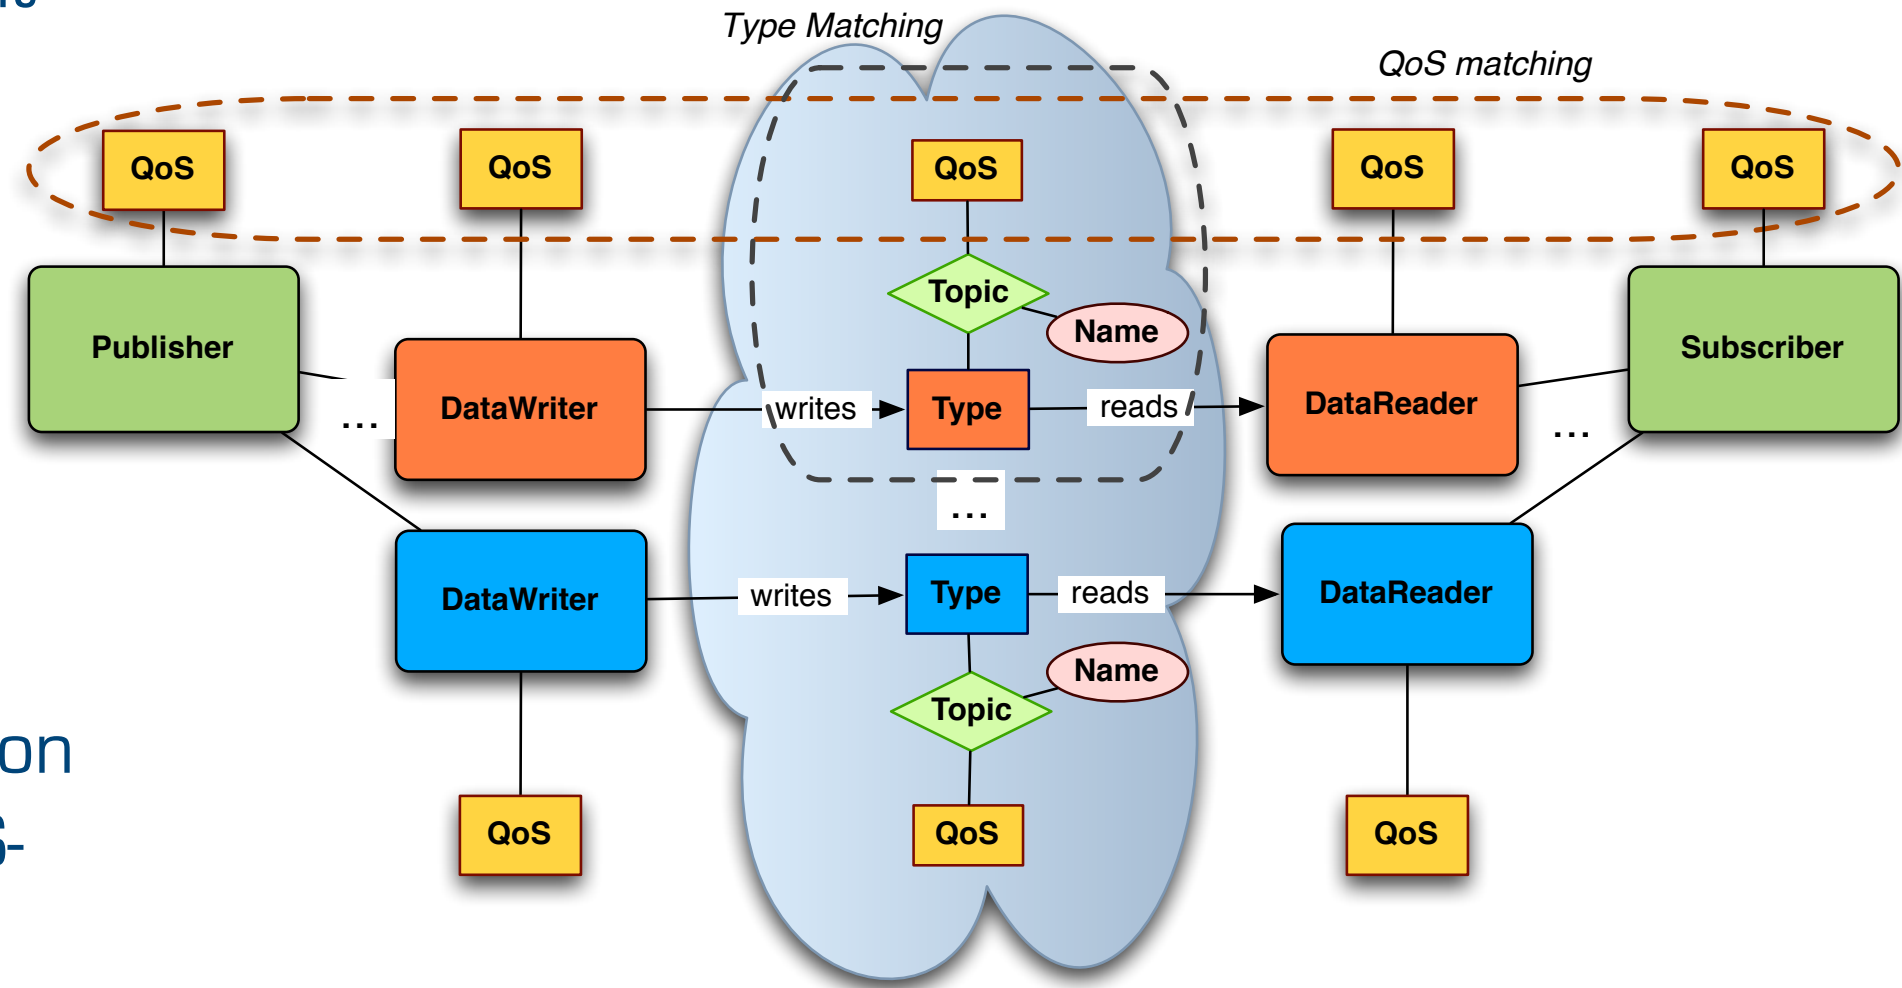 Type Matching
QoS matching
QoS
QoS
QoS
QoS
QoS
Topic
Name
Publisher
Subscriber
...
DataWriter
writes
Type
reads
DataReader
...
...
DataWriter
writes
Type
reads
DataReader
Name
Topic
on
S-
QoS
QoS
QoS